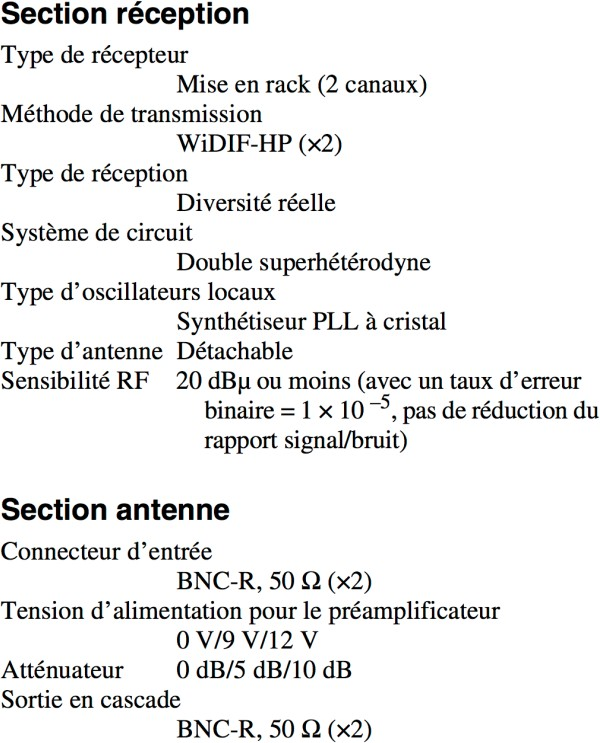 Section réception
Type de récepteur
Mise en rack (2 canaux)
Méthode de transmission
WiDIF-HP (×2)
Type de réception
Diversité réelle
Système de circuit
Double superhétérodyne
Type d’oscillateurs locaux
Synthétiseur PLL à cristal
Type d’antenne Détachable
Sensibilité RF 20 dBµ ou moins (avec un taux d’erreur
binaire = 1 × 10 –5, pas de réduction du
rapport signal/bruit)
Section antenne
Connecteur d’entrée
BNC-R, 50 Ω (×2)
Tension d’alimentation pour le préamplificateur
0 V/9 V/12 V
Atténuateur 0 dB/5 dB/10 dB
Sortie en cascade
BNC-R, 50 Ω (×2)